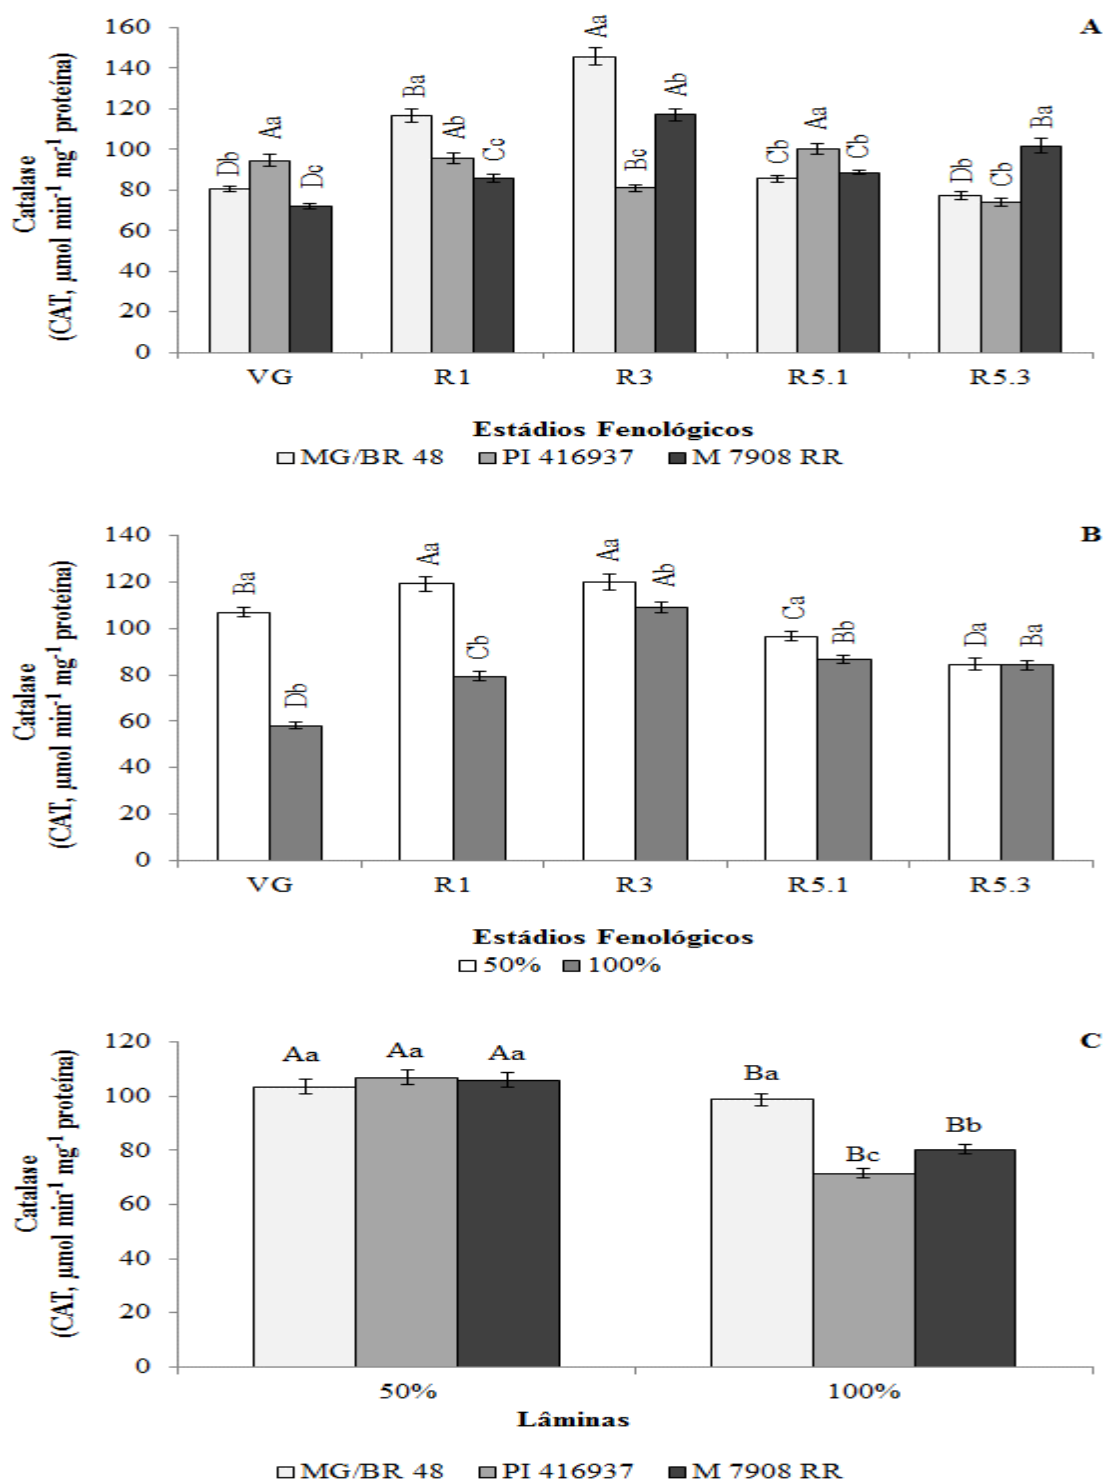 A
Catalase
(CAT, µmol min⁻¹ mg⁻¹ proteína)
160
140
120
100
80
60
40
20
0
Db Aa Dc Ba Ab Cc Aa Bc Ab Cb Aa Cb Db Cb Ba
VG R1 R3 R5.1 R5.3
Estádios Fenológicos
MG/BR 48 PI 416937 M 7908 RR
B
Catalase
(CAT, µmol min⁻¹ mg⁻¹ proteína)
140
120
100
80
60
40
20
0
Ba Db Aa Cb Aa Ab Ca Bb Da Ba
VG R1 R3 R5.1 R5.3
Estádios Fenológicos
50% 100%
C
Catalase
(CAT, µmol min⁻¹ mg⁻¹ proteína)
120
100
80
60
40
20
0
Aa Aa Aa Ba Bc Bb
50% 100%
Lâminas
MG/BR 48 PI 416937 M 7908 RR